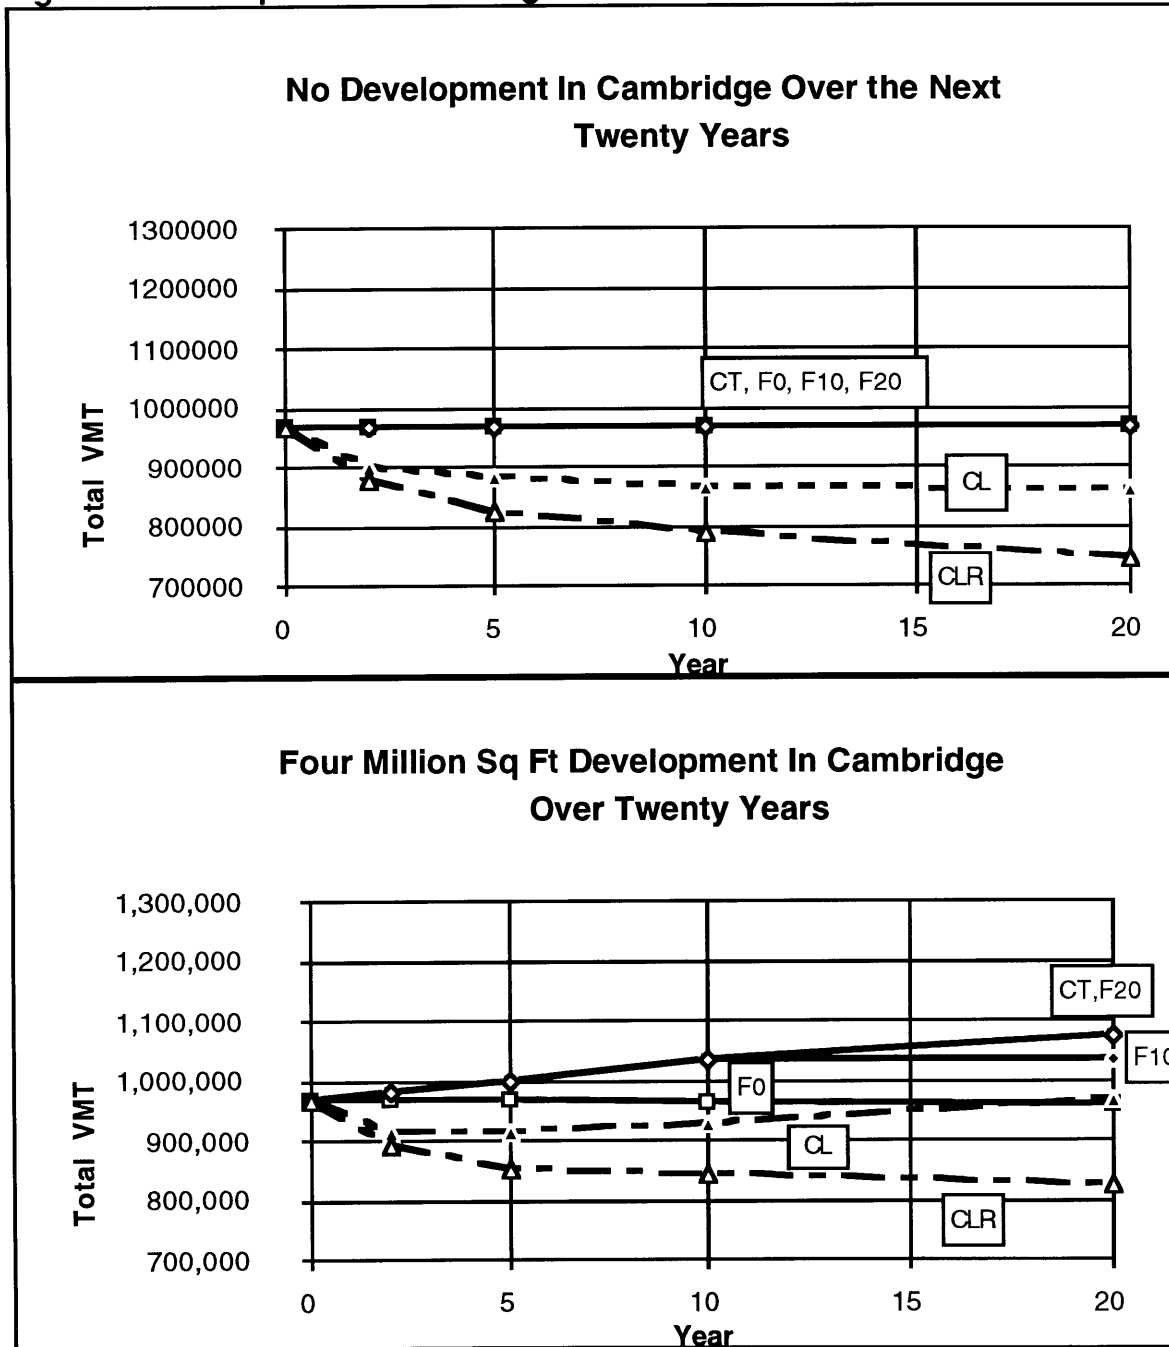 No Development In Cambridge Over the Next
Twenty Years
1300000
1200000
1100000
1000000
900000
800000
700000
Total VMT
CT, F0, F10, F20
CL
CLR
0 5 10 15 20
Year
Four Million Sq Ft Development In Cambridge
Over Twenty Years
1,300,000
1,200,000
1,100,000
1,000,000
900,000
800,000
700,000
Total VMT
CT,F20
F10
F0
CL
CLR
0 5 10 15 20
Year